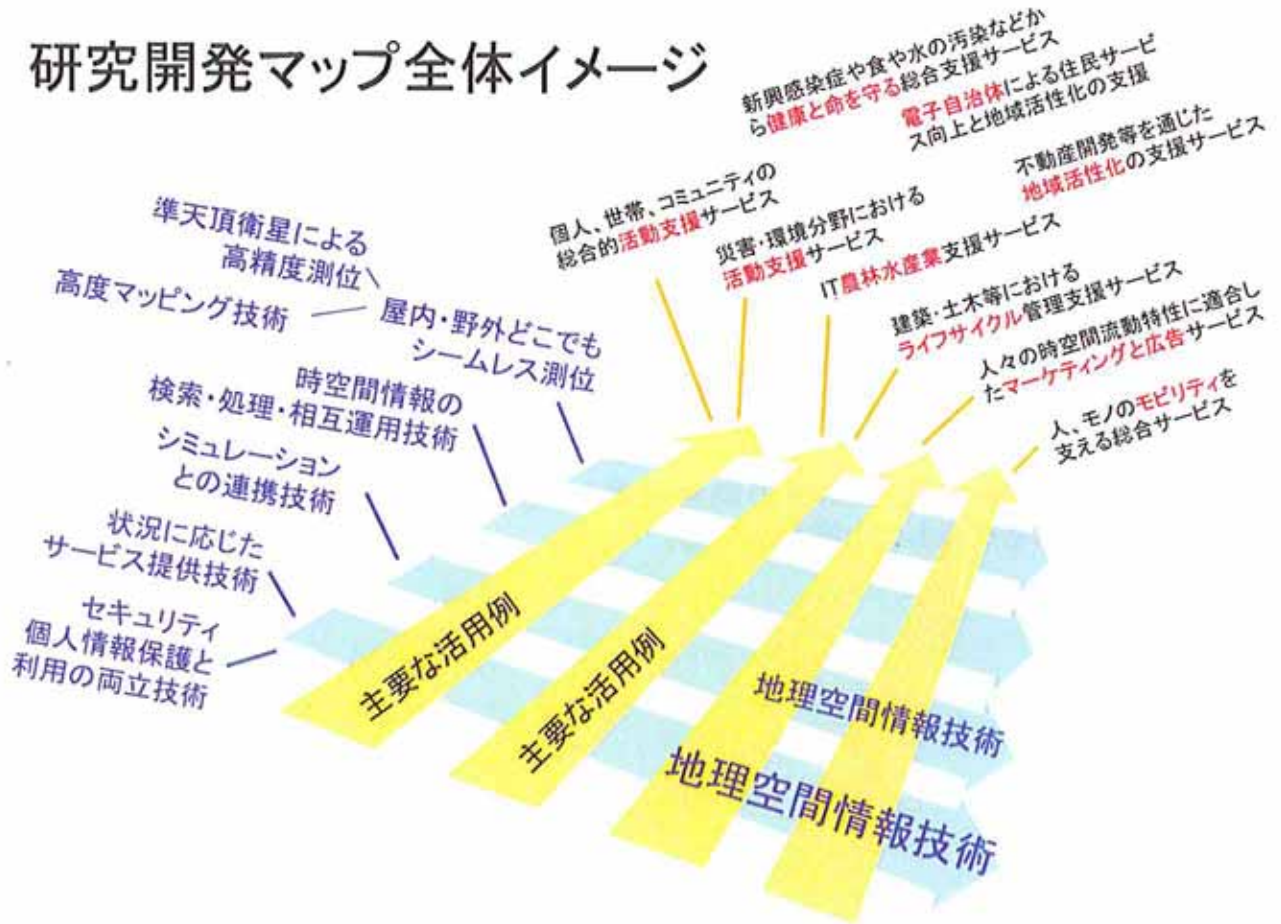 研究開発マップ全体イメージ
新興感染症や食や水の汚染などか
ら健康と命を守る総合支援サービス
電子自治体による住民サービ
ス向上と地域活性化の支援
不動産開発等を通じた
地域活性化の支援サービス
個人、世帯、コミュニティの
総合的活動支援サービス
災害・環境分野における
活動支援サービス
IT農林水産業支援サービス
建築・土木等における
ライフサイクル管理支援サービス
人々の時空間流動特性に適合し
たマーケティングと広告サービス
人、モノのモビリティを
支える総合サービス
準天頂衛星による
高精度測位
高度マッピング技術
屋内・野外どこでも
シームレス測位
時空間情報の
検索・処理・相互運用技術
シミュレーション
との連携技術
状況に応じた
サービス提供技術
セキュリティ
個人情報保護と
利用の両立技術
主要な活用例
主要な活用例
地理空間情報技術
地理空間情報技術